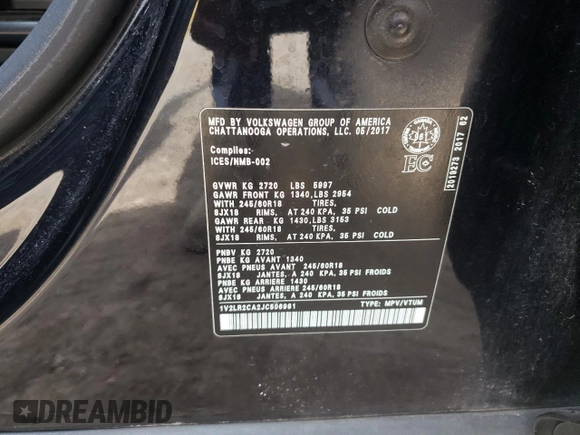 MFD BY VOLKSWAGEN GROUP OF AMERICA
CHATTANOOGA OPERATIONS, LLC. 05/2017
Complies:
ICES/NMB-002
EC
2019273 2017 12
GVWR KG 2720 LBS 5997
GAWR FRONT KG 1340, LBS 2954
WITH 245/60R18 TIRES,
8JX18 RIMS, AT 240 KPA, 35 PSI COLD
GAWR REAR KG 1430, LBS 3153
WITH 245/60R18 TIRES,
8JX18 RIMS, AT 240 KPA, 35 PSI COLD
PNBV KG 2720
PNBE KG AVANT 1340
AVEC PNEUS AVANT 245/60R18
8JX18 JANTES, A 240 KPA, 35 PSI FROIDS
PNBE KG ARRIERE 1430
AVEC PNEUS ARRIERE 245/60R18
8JX18 JANTES, A 240 KPA, 35 PSI FROIDS
1V2LR2CA2JC506981 TYPE: MPV/VTUM
DREAMBID